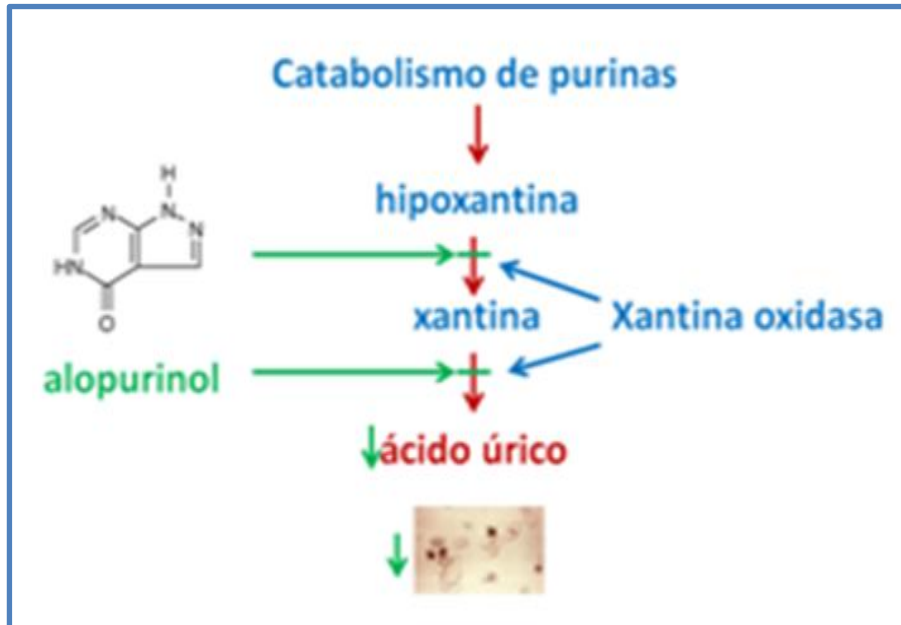 Catabolismo de purinas
hipoxantina
H
N
N
N
HN
O
xantina
Xantina oxidasa
alopurinol
ácido úrico